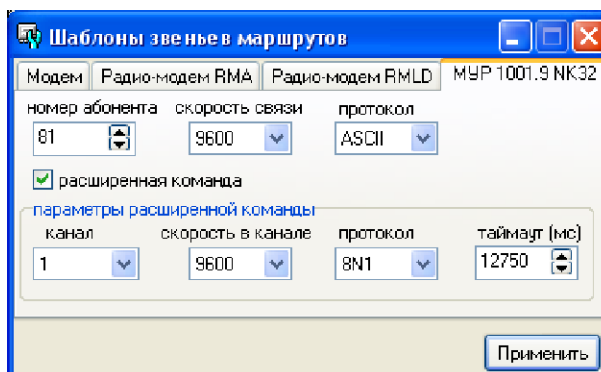 Шаблоны звеньев маршрутов
Модем Радио-модем RMA Радио-модем RMLD МУР 1001.9 NK32
номер абонента скорость связи протокол
81 9600 ASCII
расширенная команда
параметры расширенной команды
канал скорость в канале протокол таймаут (мс)
1 9600 8N1 12750
Применить